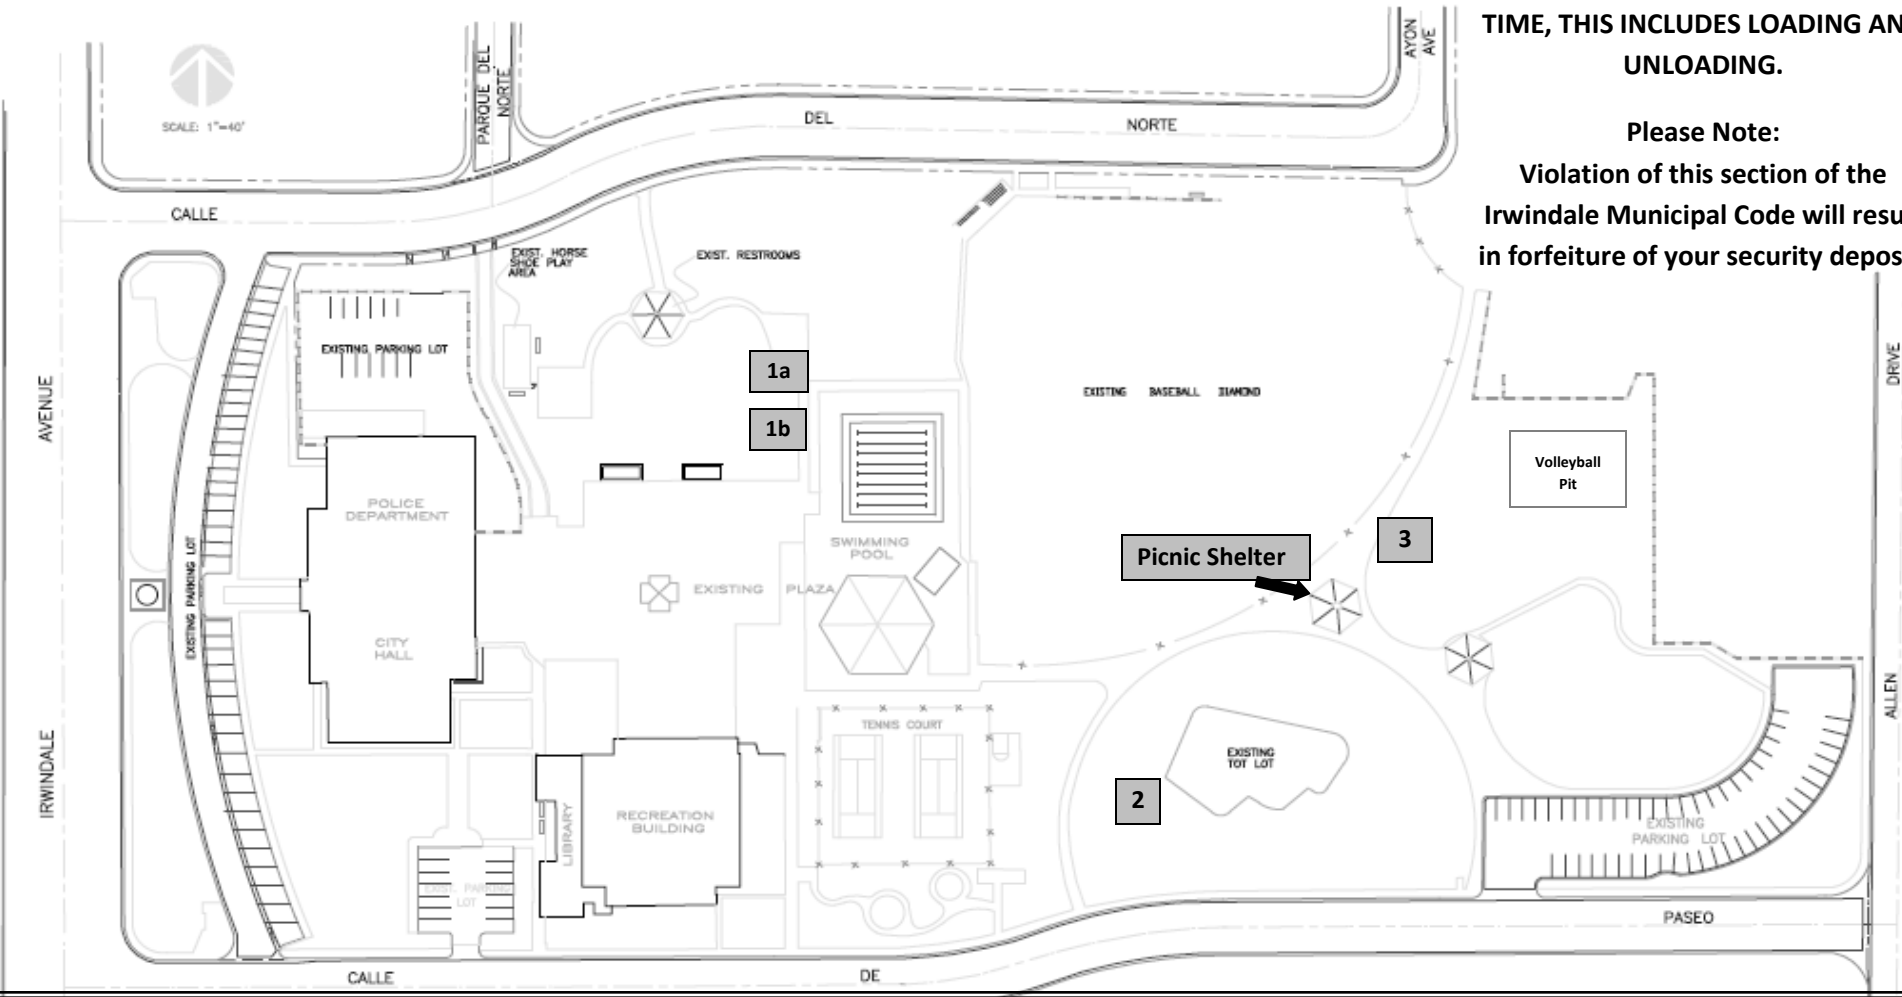 TIME, THIS INCLUDES LOADING AN
UNLOADING.
Please Note:
Violation of this section of the
Irwindale Municipal Code will resu
in forfeiture of your security depos
SCALE: 1"=40'
PARQUE DEL
NORTE
AYON
AVE
DEL
NORTE
CALLE
EXIST. HORSE
SHOE PLAY
AREA
EXIST. RESTROOMS
EXISTING PARKING LOT
1a
1b
EXISTING BASEBALL DIAMOND
DRIVE
AVENUE
Volleyball
Pit
POLICE
DEPARTMENT
SWIMMING
POOL
3
Picnic Shelter
EXISTING PLAZA
EXISTING PARKING LOT
CITY
HALL
ALLEN
TENNIS COURT
EXISTING
TOT LOT
IRWINDALE
2
LIBRARY
RECREATION
BUILDING
EXISTING
PARKING LOT
EXIST. PARKING
LOT
PASEO
CALLE
DE